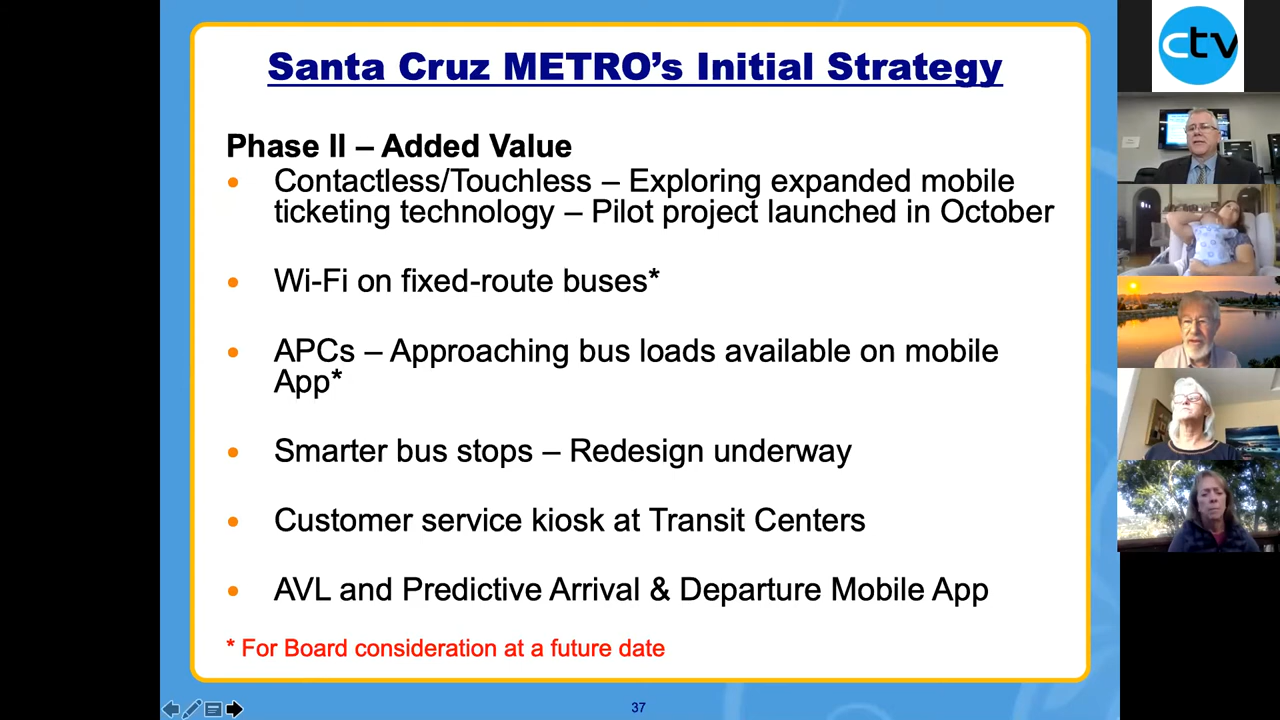 Santa Cruz METRO’s Initial Strategy
Phase II – Added Value
• Contactless/Touchless – Exploring expanded mobile
ticketing technology – Pilot project launched in October
• Wi-Fi on fixed-route buses*
• APCs – Approaching bus loads available on mobile
App*
• Smarter bus stops – Redesign underway
• Customer service kiosk at Transit Centers
• AVL and Predictive Arrival & Departure Mobile App
* For Board consideration at a future date
37
ctv